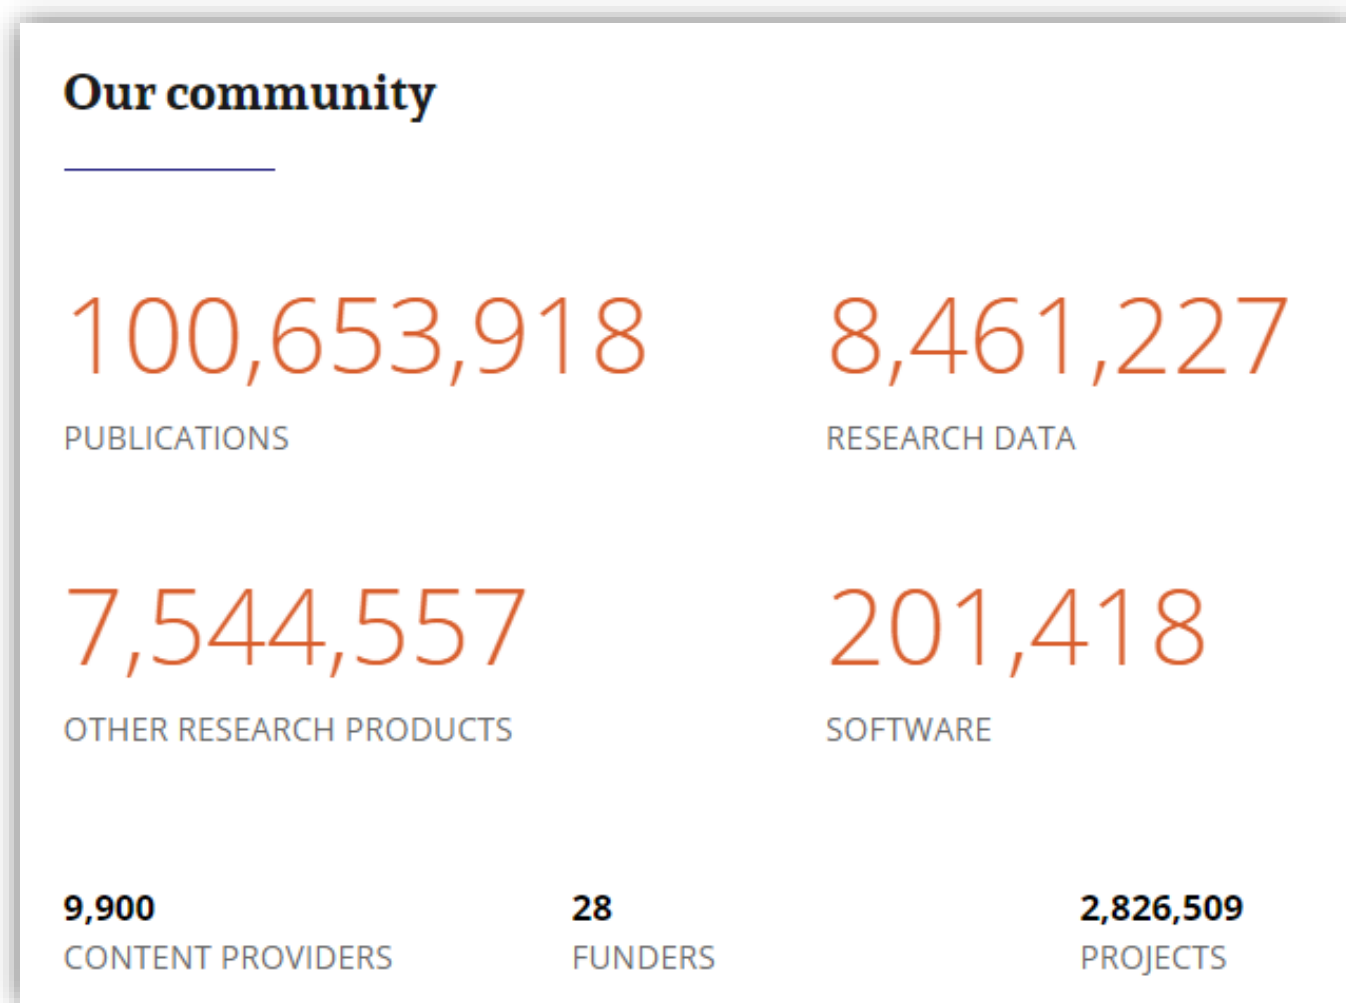 Our community
100,653,918 8,461,227
PUBLICATIONS RESEARCH DATA
7,544,557 201,418
OTHER RESEARCH PRODUCTS SOFTWARE
9,900 28 2,826,509
CONTENT PROVIDERS FUNDERS PROJECTS